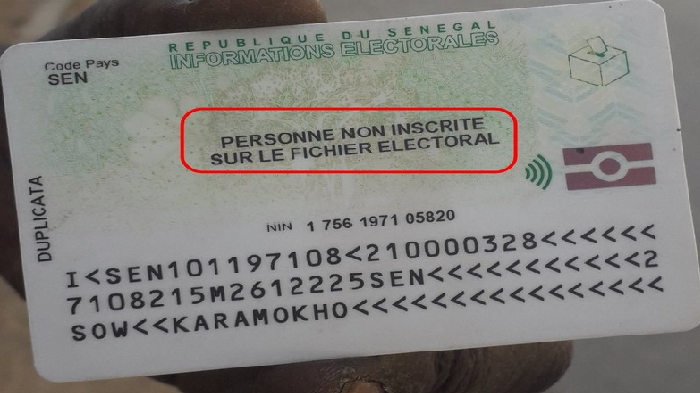 REPUBLIQUE DU SENEGAL
INFORMATIONS ELECTORALES
Code Pays
SEN
PERSONNE NON INSCRITE
SUR LE FICHIER ELECTORAL
DUPLICATA
NIN 1 756 1971 05820
I<SEN101197108<210000328<<<<<<
7108215M2612225SEN<<<<<<<<<<<2
SOW<<KARAMOKHO<<<<<<<<<<<<<<<<